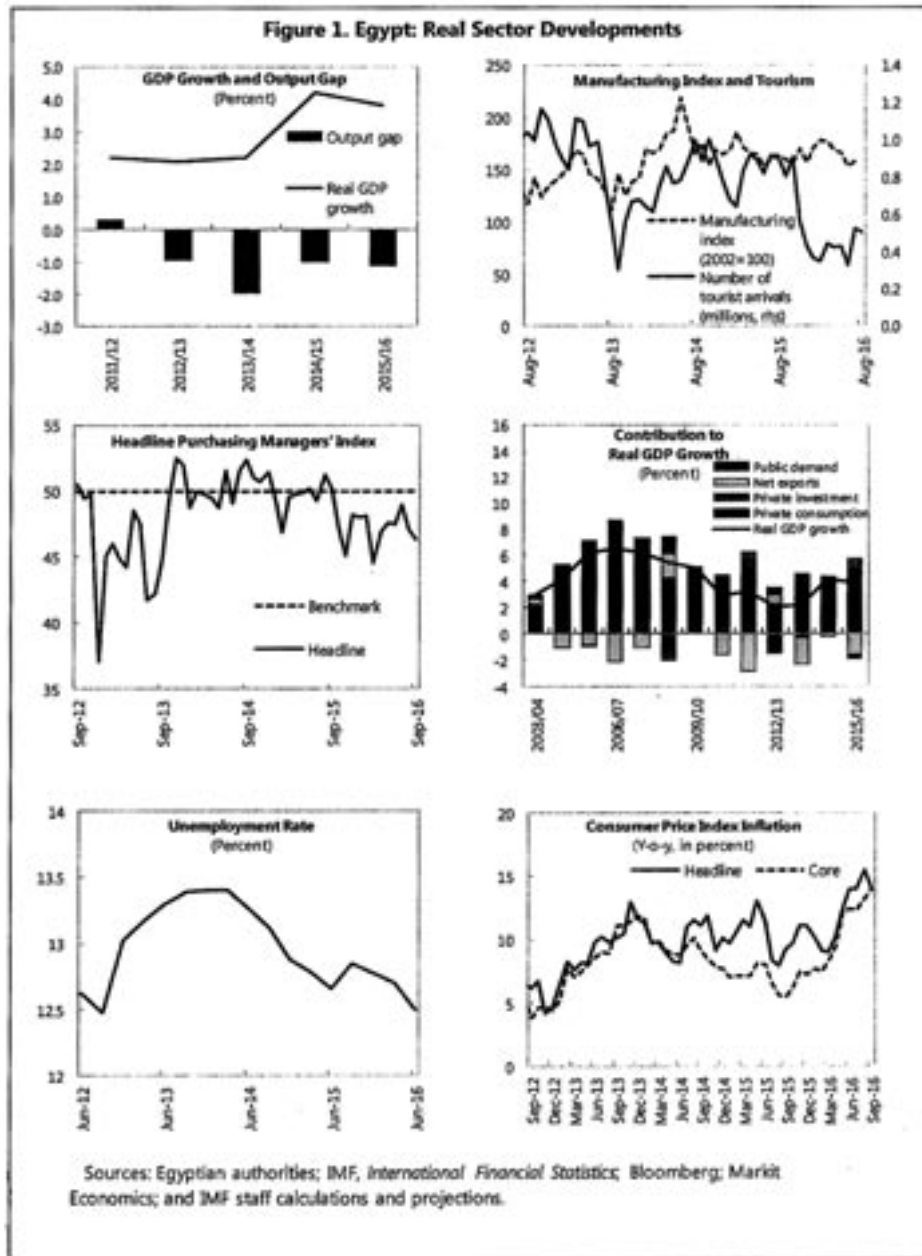 Figure 1. Egypt: Real Sector Developments
GDP Growth and Output Gap
(Percent)
5.0
4.0
3.0
2.0
1.0
0.0
-1.0
-2.0
-3.0
Output gap
Real GDP
growth
2011/12
2012/13
2013/14
2014/15
2015/16
Manufacturing Index and Tourism
250
200
150
100
50
0
1.4
1.2
1.0
0.8
0.6
0.4
0.2
0.0
Manufacturing
index
(2002=100)
Number of
tourist arrivals
(millions, rhs)
Aug-12
Aug-13
Aug-14
Aug-15
Aug-16
Headline Purchasing Managers' Index
55
50
45
40
35
Benchmark
Headline
Sep-12
Sep-13
Sep-14
Sep-15
Sep-16
Contribution to
Real GDP Growth
(Percent)
16
14
12
10
8
6
4
2
0
-2
-4
Public demand
Net exports
Private investment
Private consumption
Real GDP growth
2003/04
2006/07
2009/10
2012/13
2015/16
Unemployment Rate
(Percent)
14
13.5
13
12.5
12
Jun-12
Jun-13
Jun-14
Jun-15
Jun-16
Consumer Price Index Inflation
(Y-o-y, in percent)
20
15
10
5
0
Headline
Core
Sep-12
Dec-12
Mar-13
Jun-13
Sep-13
Dec-13
Mar-14
Jun-14
Sep-14
Dec-14
Mar-15
Jun-15
Sep-15
Dec-15
Mar-16
Jun-16
Sep-16
Sources: Egyptian authorities; IMF, International Financial Statistics; Bloomberg; Markit
Economics; and IMF staff calculations and projections.